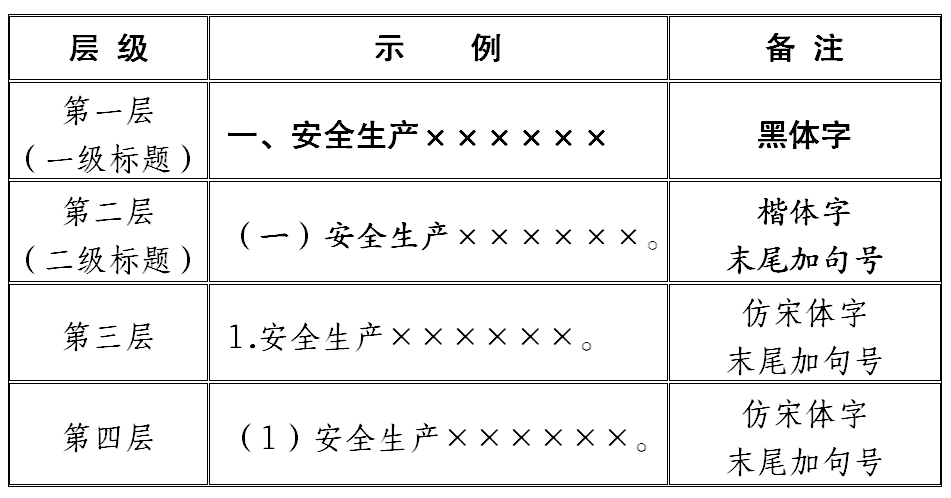 层 级 示 例 备 注
第一层
（一级标题）
一、安全生产××××××
黑体字
第二层
（二级标题）
（一）安全生产××××××。
楷体字
末尾加句号
第三层
1.安全生产××××××。
仿宋体字
末尾加句号
第四层
（1）安全生产××××××。
仿宋体字
末尾加句号